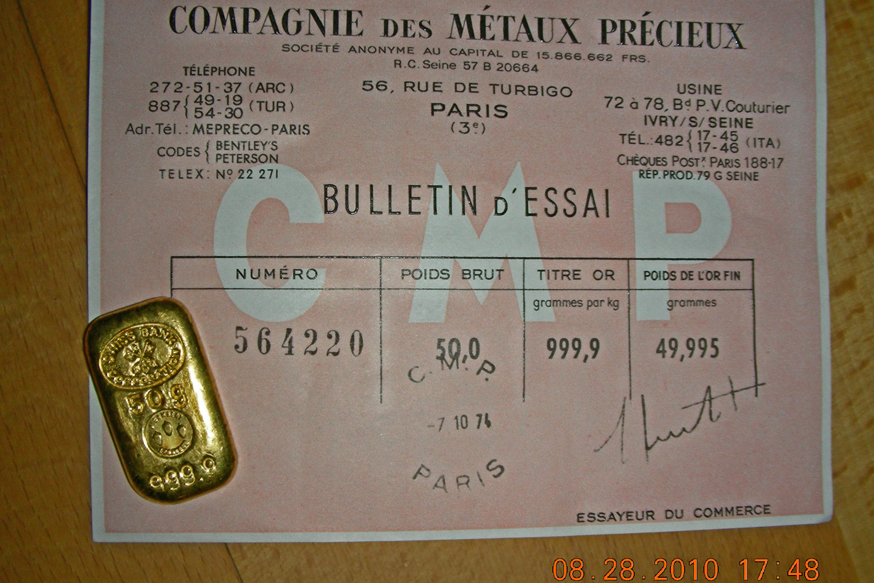 COMPAGNIE DES MÉTAUX PRÉCIEUX
SOCIÉTÉ ANONYME AU CAPITAL DE 15.866.662 FRS.
R.C. Seine 57 B 20664
TÉLÉPHONE
272-51-37 (ARC)
887 { 49-19 (TUR)
54-30 }
Adr. Tél.: MEPRECO-PARIS
CODES { BENTLEY'S
PETERSON
TELEX: Nº 22 271
56, RUE DE TURBIGO
PARIS
(3e)
USINE
72 à 78, Bd P.V. Couturier
IVRY/S/SEINE
TÉL.: 482 { 17-45 (ITA)
17-46 }
CHÈQUES POSTX PARIS 188-17
RÉP. PROD. 79 G SEINE
CMP
BULLETIN D'ESSAI
NUMÉRO POIDS BRUT TITRE OR POIDS DE L'OR FIN
grammes par kg grammes
564220 50,0 999,9 49,995
C.M.P.
-7 10 74
PARIS
ESSAYEUR DU COMMERCE
50g
999.9
08.28.2010 17:48